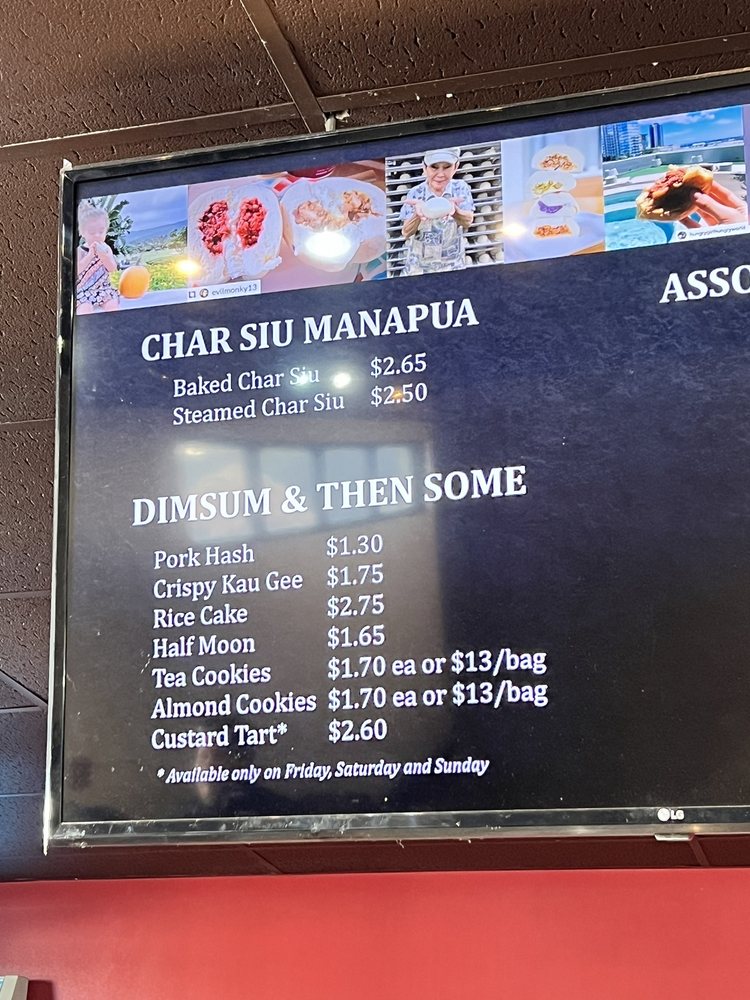 evilmonky13
hungrygirlhungryworld
CHAR SIU MANAPUA
ASSO
Baked Char Siu $2.65
Steamed Char Siu $2.50
DIMSUM & THEN SOME
Pork Hash $1.30
Crispy Kau Gee $1.75
Rice Cake $2.75
Half Moon $1.65
Tea Cookies $1.70 ea or $13/bag
Almond Cookies $1.70 ea or $13/bag
Custard Tart* $2.60
* Available only on Friday, Saturday and Sunday
LG